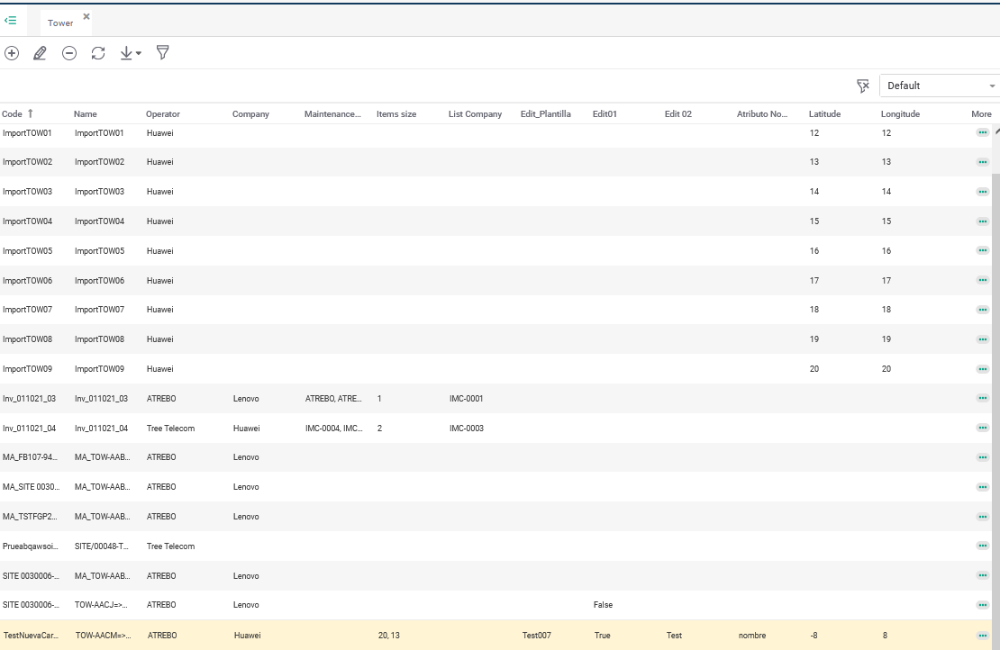 Tower
Default
Code Name Operator Company Maintenance... Items size List Company Edit_Plantilla Edit01 Edit 02 Atributo No... Latitude Longitude More
ImportTOW01 ImportTOW01 Huawei 12 12
ImportTOW02 ImportTOW02 Huawei 13 13
ImportTOW03 ImportTOW03 Huawei 14 14
ImportTOW04 ImportTOW04 Huawei 15 15
ImportTOW05 ImportTOW05 Huawei 16 16
ImportTOW06 ImportTOW06 Huawei 17 17
ImportTOW07 ImportTOW07 Huawei 18 18
ImportTOW08 ImportTOW08 Huawei 19 19
ImportTOW09 ImportTOW09 Huawei 20 20
Inv_011021_03 Inv_011021_03 ATREBO Lenovo ATREBO, ATRE... 1 IMC-0001
Inv_011021_04 Inv_011021_04 Tree Telecom Huawei IMC-0004, IMC... 2 IMC-0003
MA_FB107-94... MA_TOW-AAB... ATREBO Lenovo
MA_SITE 0030... MA_TOW-AAB... ATREBO Lenovo
MA_TSTFGP2... MA_TOW-AAB... ATREBO Lenovo
Prueabqawsoi... SITE/00048-T... Tree Telecom
SITE 0030006-... MA_TOW-AAB... ATREBO Lenovo
SITE 0030006-... TOW-AACJ=>... ATREBO Lenovo False
TestNuevaCar... TOW-AACM=>... ATREBO Huawei 20, 13 Test007 True Test nombre -8 8